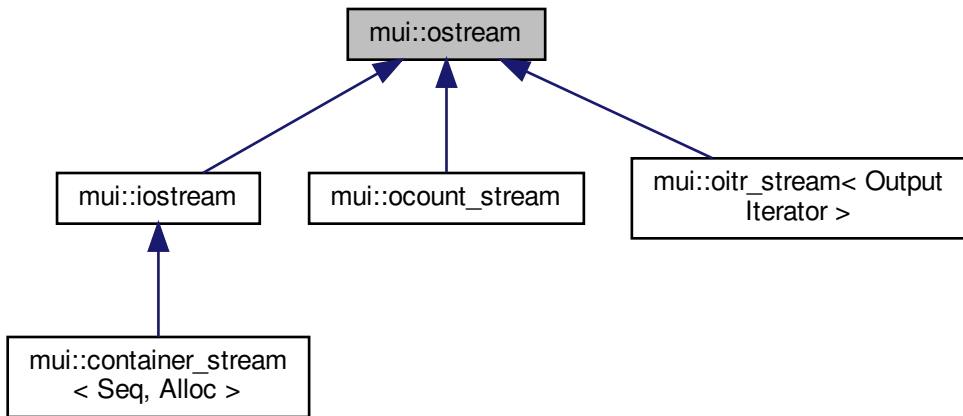 mui::ostream
mui::iostream
mui::ocount_stream
mui::oitr_stream< Output
Iterator >
mui::container_stream
< Seq, Alloc >